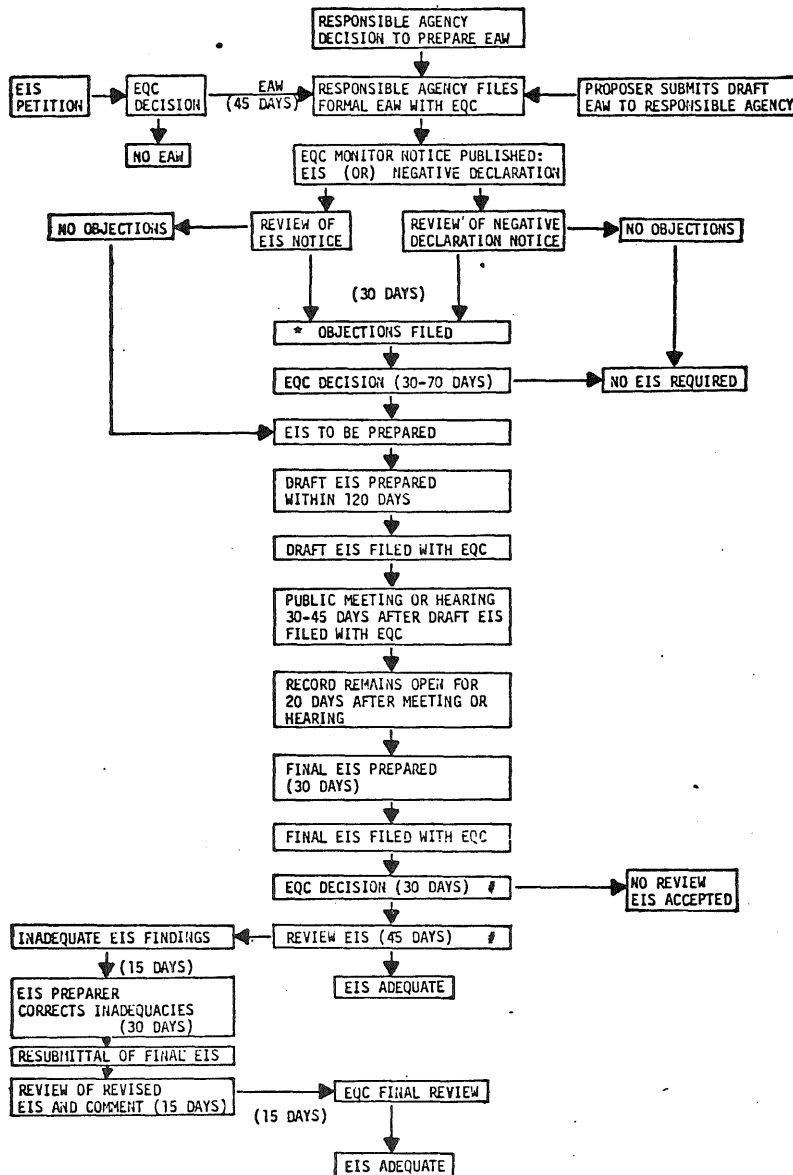 RESPONSIBLE AGENCY
DECISION TO PREPARE EAW
EIS
PETITION
EQC
DECISION
EAW
(45 DAYS)
RESPONSIBLE AGENCY FILES
FORMAL EAW WITH EQC
PROPOSER SUBMITS DRAFT
EAW TO RESPONSIBLE AGENCY
NO EAW
EQC MONITOR NOTICE PUBLISHED:
EIS (OR) NEGATIVE DECLARATION
NO OBJECTIONS
REVIEW OF
EIS NOTICE
REVIEW OF NEGATIVE
DECLARATION NOTICE
NO OBJECTIONS
(30 DAYS)
* OBJECTIONS FILED
EQC DECISION (30-70 DAYS)
NO EIS REQUIRED
EIS TO BE PREPARED
DRAFT EIS PREPARED
WITHIN 120 DAYS
DRAFT EIS FILED WITH EQC
PUBLIC MEETING OR HEARING
30-45 DAYS AFTER DRAFT EIS
FILED WITH EQC
RECORD REMAINS OPEN FOR
20 DAYS AFTER MEETING OR
HEARING
FINAL EIS PREPARED
(30 DAYS)
FINAL EIS FILED WITH EQC
EQC DECISION (30 DAYS) #
NO REVIEW
EIS ACCEPTED
INADEQUATE EIS FINDINGS
REVIEW EIS (45 DAYS) #
(15 DAYS)
EIS ADEQUATE
EIS PREPARER
CORRECTS INADEQUACIES
(30 DAYS)
RESUBMITTAL OF FINAL EIS
REVIEW OF REVISED
EIS AND COMMENT (15 DAYS)
(15 DAYS)
EQC FINAL REVIEW
EIS ADEQUATE